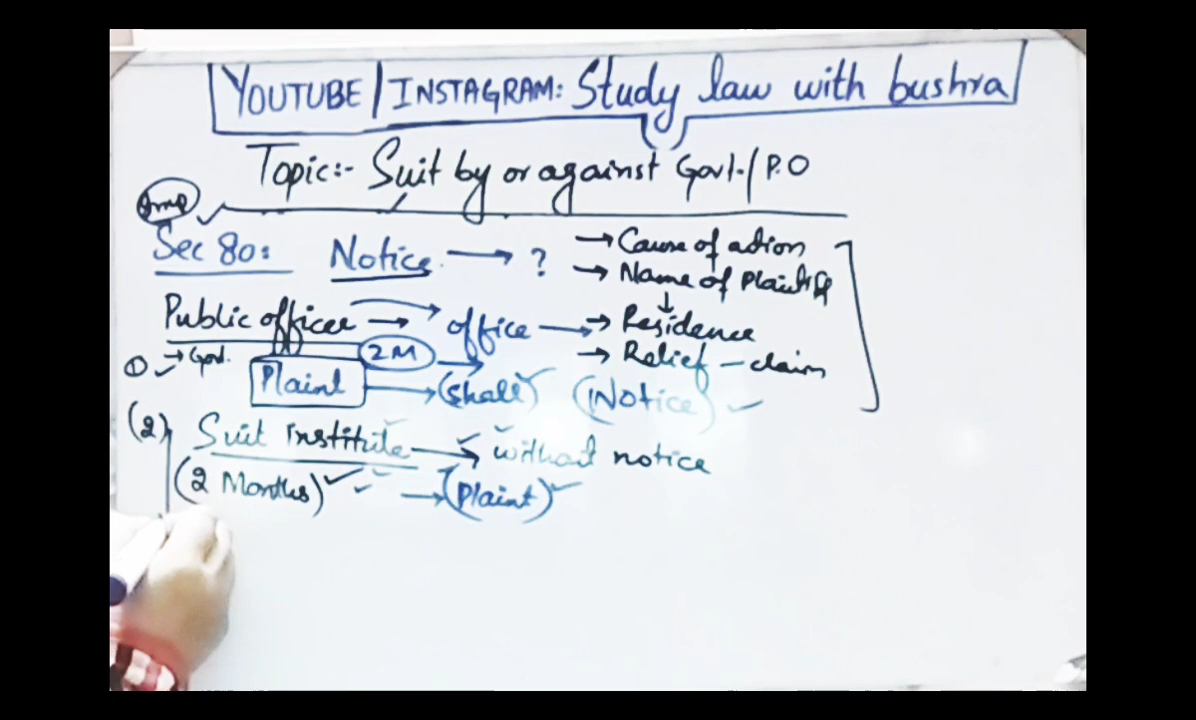 YOUTUBE / INSTAGRAM: Study law with bushra
Topic:- Suit by or against Govt./P.O
Imp
Sec 80: Notice → ? → Cause of action
→ Name of Plaintiff
Public officer → office → → Residence
→ Govt. 2M → Relief - claim
① Plaint → (shall) (Notice)
(2) Suit institute → without notice
(2 Months) → (Plaint)